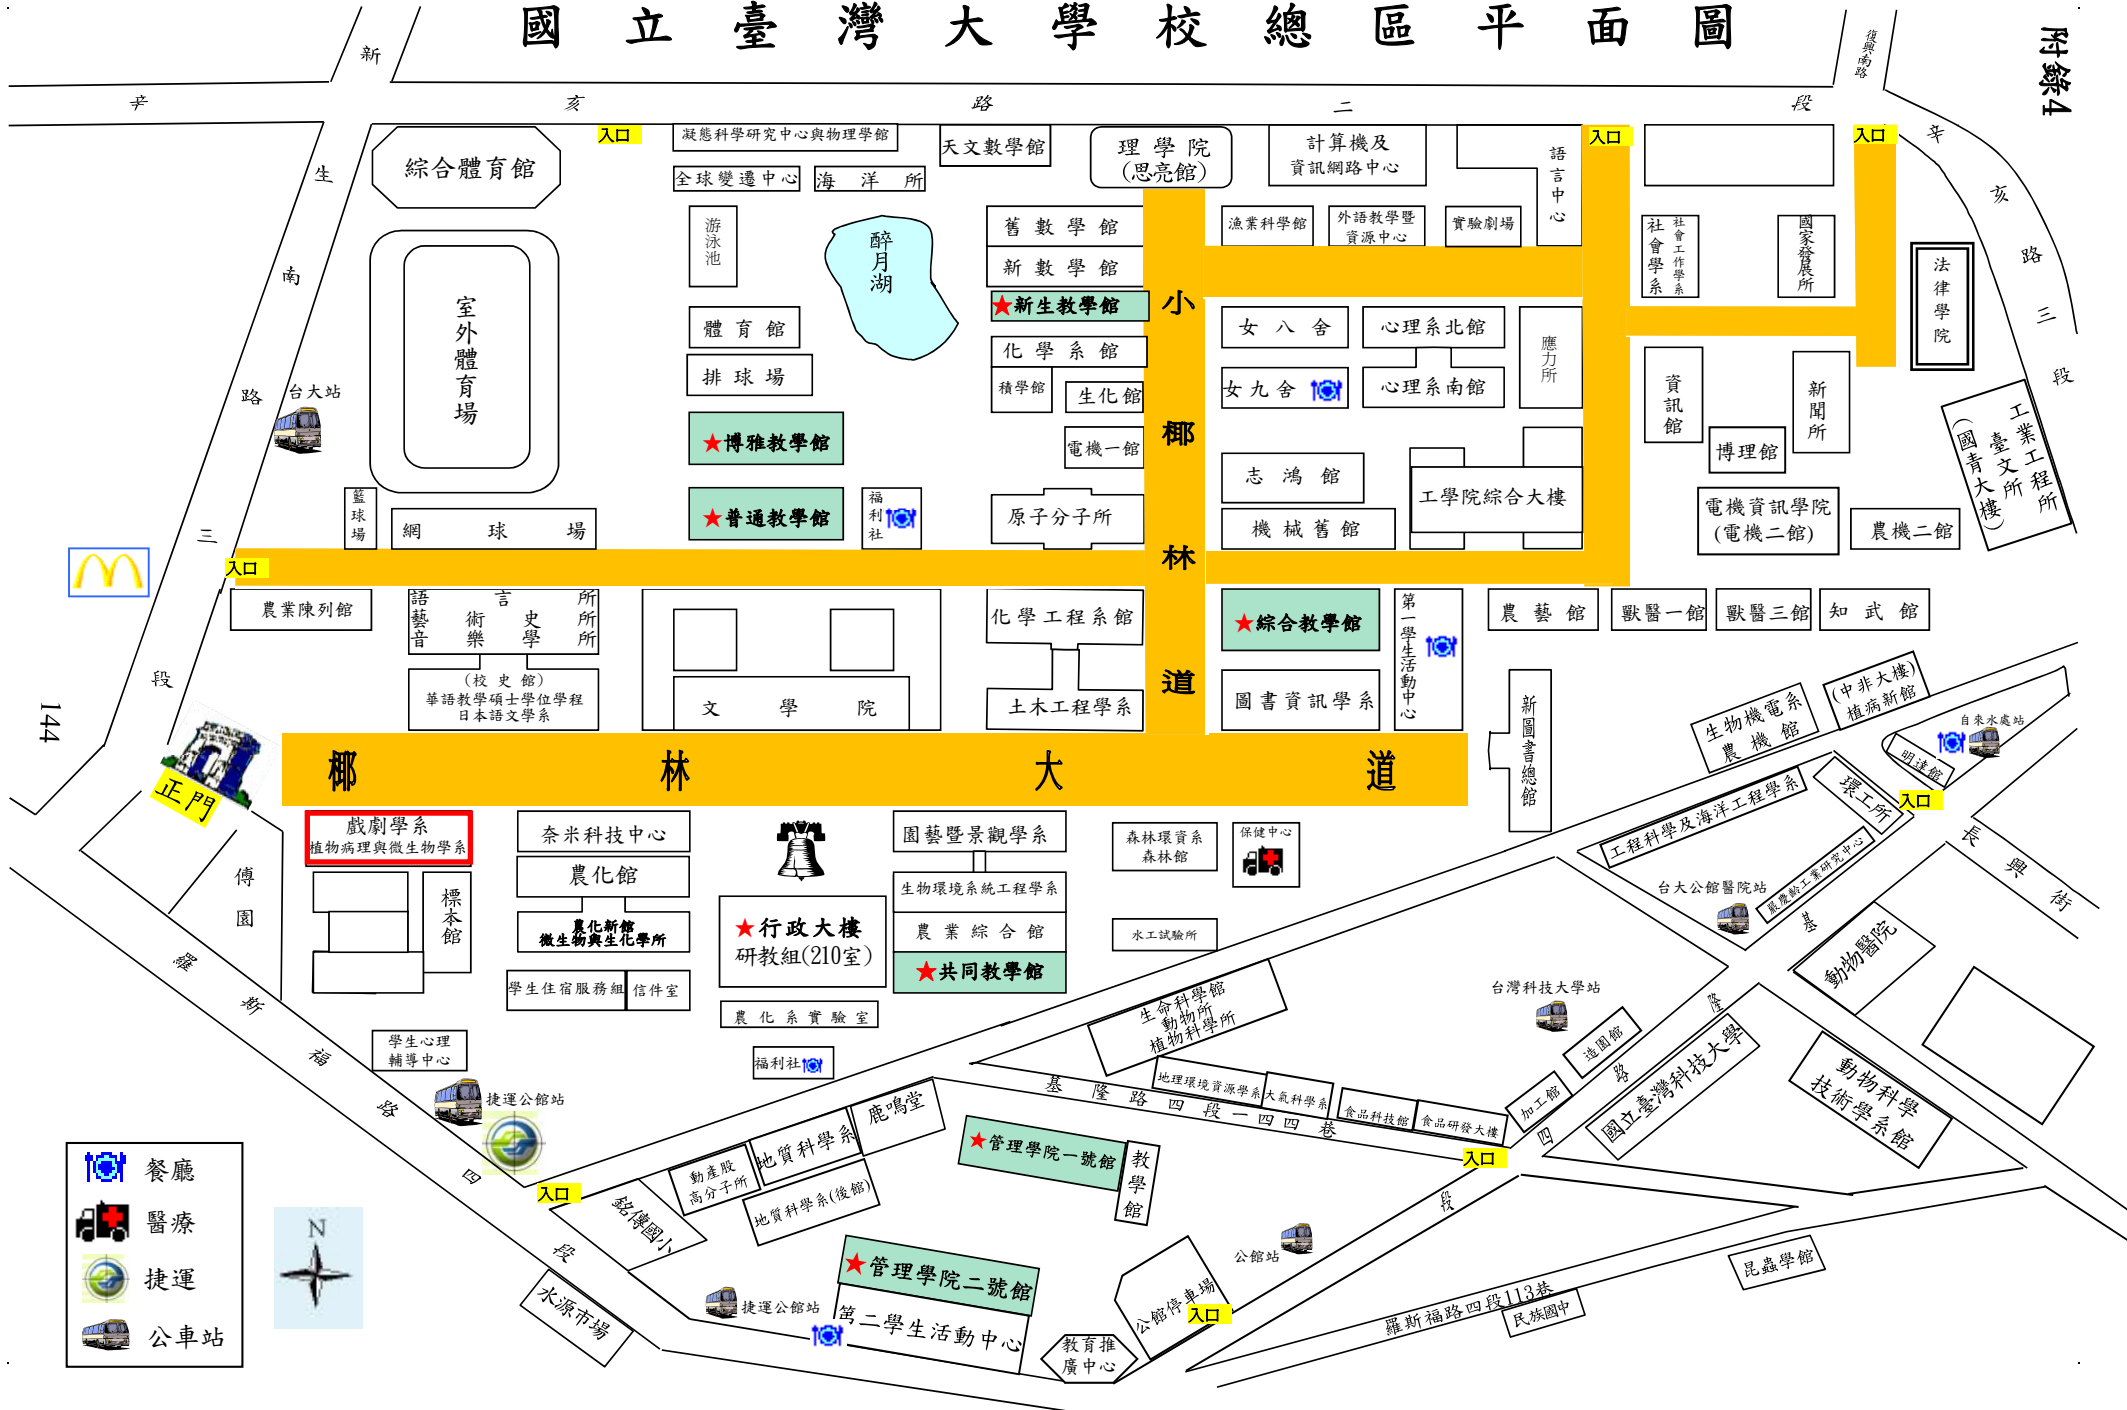 國立臺灣大學校總區平面圖
附錄4
復興南路
新生南路三段
辛亥路二段
辛亥路三段
入口
入口
入口
綜合體育館
凝態科學研究中心與物理學館
天文數學館
理學院
(思亮館)
計算機及
資訊網路中心
語言中心
全球變遷中心
海洋所
游泳池
醉月湖
舊數學館
新數學館
★新生教學館
化學系館
積學館
生化館
電機一館
原子分子所
漁業科學館
外語教學暨
資源中心
實驗劇場
社會學系
社會工作學系
國家發展所
法律學院
室外體育場
體育館
排球場
★博雅教學館
★普通教學館
福利社
小椰林道
女八舍
心理系北館
應力所
女九舍
心理系南館
志鴻館
工學院綜合大樓
機械舊館
資訊館
新聞所
博理館
電機資訊學院
(電機二館)
農機二館
工業工程所
臺文所
(國青大樓)
台大站
籃球場
網球場
入口
農業陳列館
語言所
藝術史所
音樂學所
(校史館)
華語教學碩士學位學程
日本語文學系
文學院
化學工程系館
土木工程學系
★綜合教學館
圖書資訊學系
第一學生活動中心
農藝館
獸醫一館
獸醫三館
知武館
新圖書總館
生物機電系
農機館
(中非大樓)
植病新館
自來水處站
明達館
144
正門
椰林大道
戲劇學系
植物病理與微生物學系
標本館
傅園
奈米科技中心
農化館
農化新館
微生物與生化學所
學生住宿服務組
信件室
學生心理
輔導中心
★行政大樓
研教組(210室)
農化系實驗室
福利社
園藝暨景觀學系
生物環境系統工程學系
農業綜合館
★共同教學館
森林環資系
森林館
保健中心
水工試驗所
工程科學及海洋工程學系
環工所
入口
嚴慶齡工業研究中心
台大公館醫院站
長興街
動物醫院
台灣科技大學站
造園館
加工館
國立臺灣科技大學
動物科學
技術學系館
基隆路四段
生命科學館
動物所
植物科學所
地理環境資源學系
大氣科學系
食品科技館
食品研發大樓
入口
基隆路四段一四四巷
羅斯福路四段
捷運公館站
入口
鹿鳴堂
地質科學系
動產股
高分子所
地質科學系(後館)
銘傳國小
★管理學院一號館
教學館
★管理學院二號館
第二學生活動中心
捷運公館站
水源市場
公館停車場
入口
公館站
教育推
廣中心
羅斯福路四段113巷
民族國中
昆蟲學館
餐廳
醫療
捷運
公車站
N